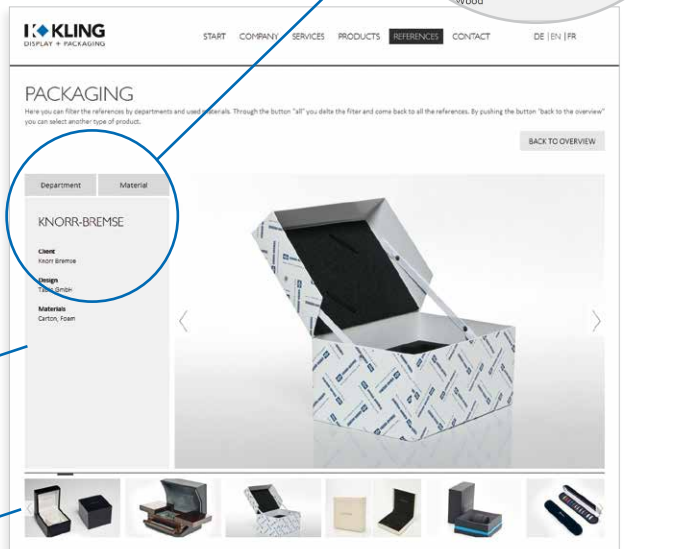 Wood
KLING
DISPLAY + PACKAGING
START COMPANY SERVICES PRODUCTS REFERENCES CONTACT DE | EN | FR
PACKAGING
Here you can filter the references by departments and used materials. Through the button "all" you delte the filter and come back to all the references. By pushing the button "back to the overview"
you can select another type of product.
BACK TO OVERVIEW
Department Material
KNORR-BREMSE
Client
Knorr Bremse
Design
GmbH
Materials
Carton, Foam